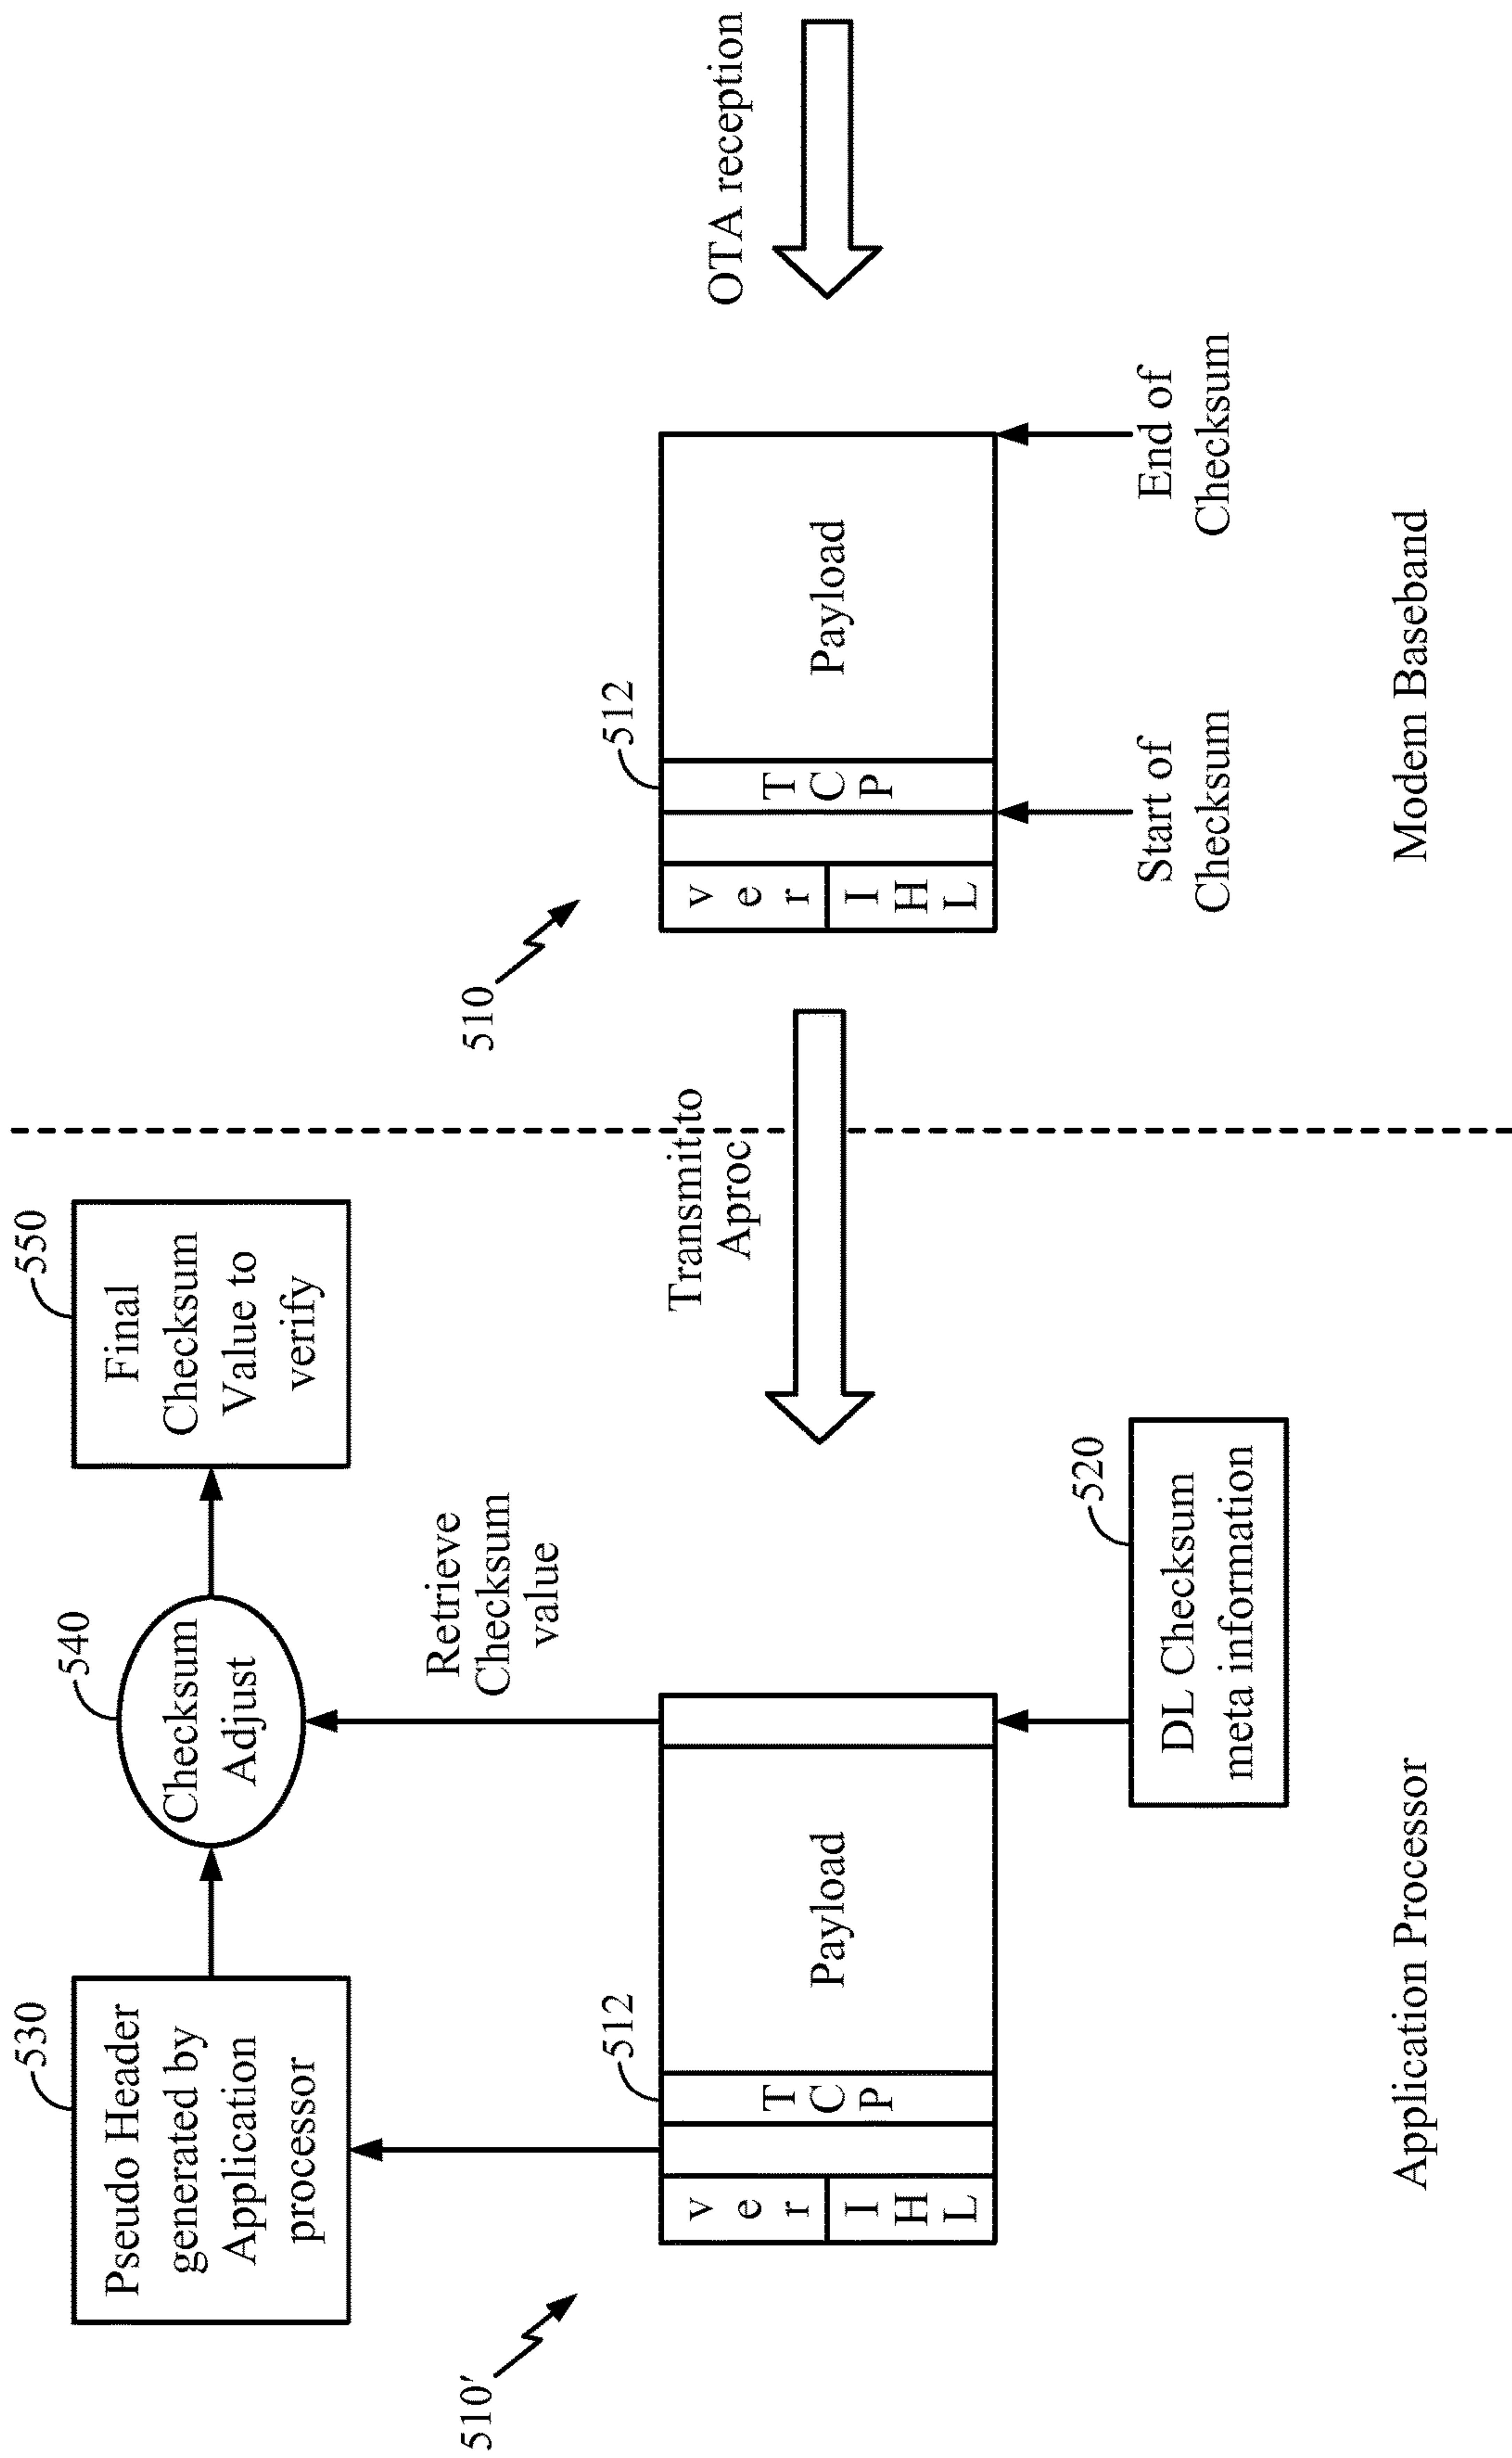 530
Pseudo Header
generated by
Application
processor
540
Checksum
Adjust
550
Final
Checksum
Value to
verify
Retrieve
Checksum
value
510'
512
v
e
r
I
H
L
T
C
P
Payload
520
DL Checksum
meta information
Application Processor
Transmit to
Aproc
510
512
v
e
r
I
H
L
T
C
P
Payload
Start of
Checksum
End of
Checksum
OTA reception
Modem Baseband